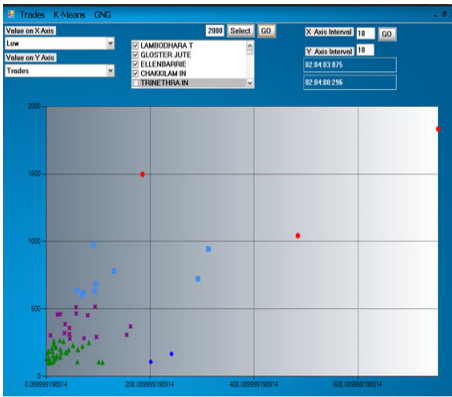 Trades K-Means GNG
Value on X Axis
2000 Select GO
X Axis Interval 10 GO
Low
LAMBODHARA T
GLOSTER JUTE
Y Axis Interval 10
Value on Y Axis
ELLENBARRIE
02:04:03:875
Trades
CHAKKILAM IN
TRINETHRA IN
02:04:08:296
2000
1500
1000
500
0
0.009999198914
200.009999198914
400.009999198914
600.009999198914